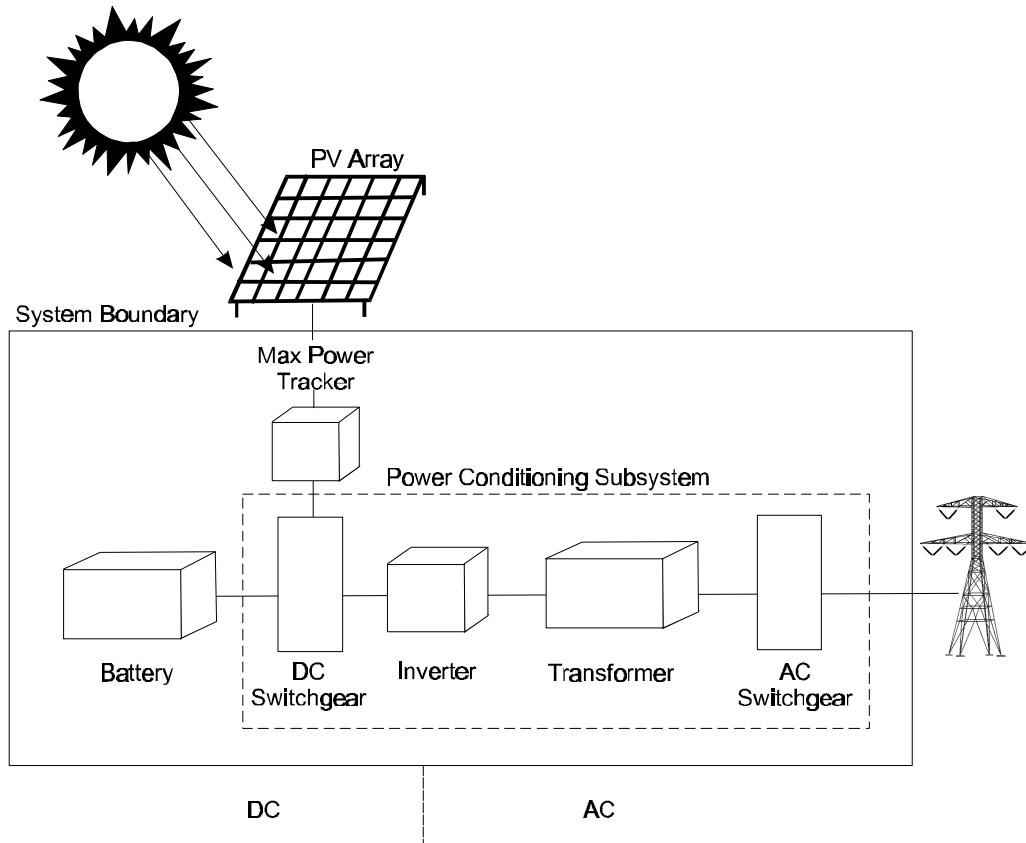 PV Array
System Boundary
Max Power
Tracker
Power Conditioning Subsystem
Battery
DC
Switchgear
Inverter
Transformer
AC
Switchgear
DC
AC